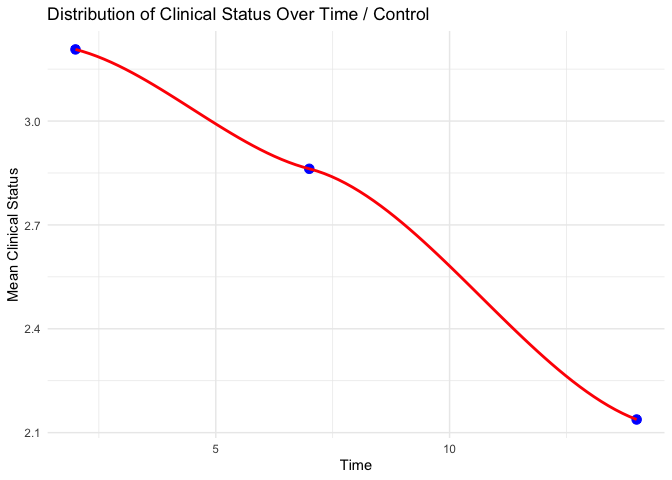 Distribution of Clinical Status Over Time / Control
Mean Clinical Status
3.0
2.7
2.4
2.1
5
10
Time